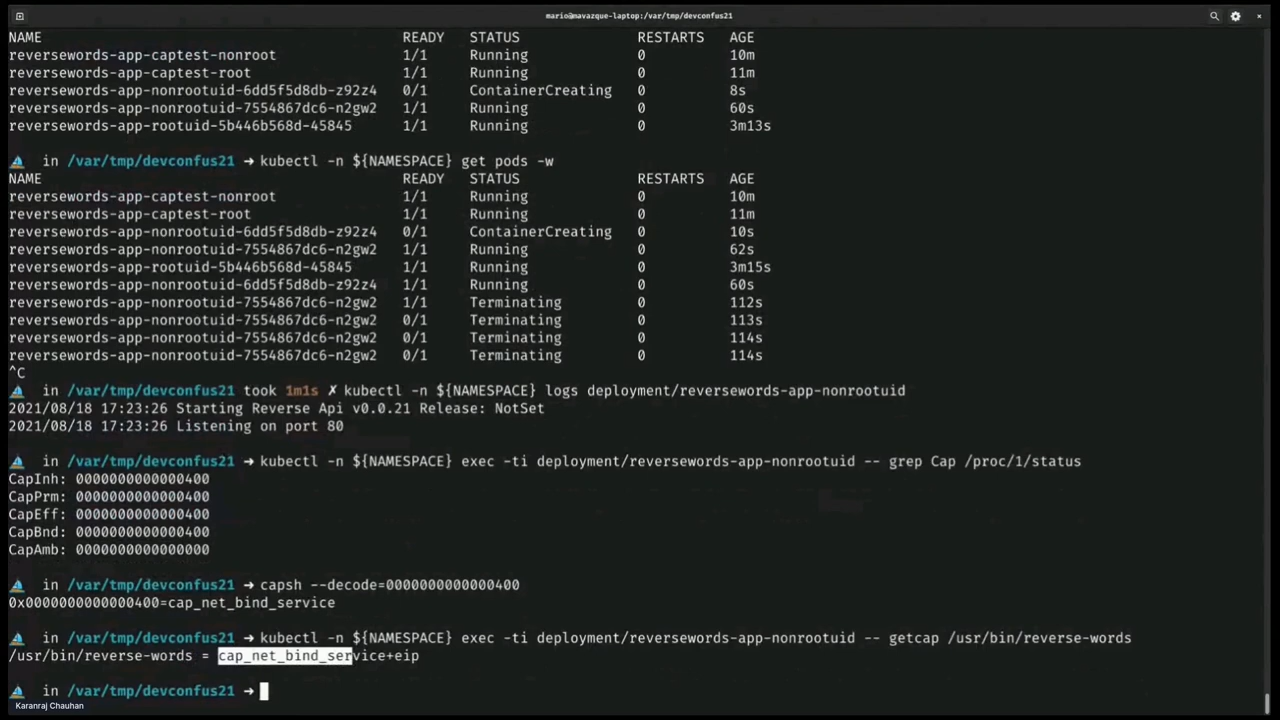 mario@mavazque-laptop:/var/tmp/devconfus21
NAME READY STATUS RESTARTS AGE
reversewords-app-captest-nonroot 1/1 Running 0 10m
reversewords-app-captest-root 1/1 Running 0 11m
reversewords-app-nonrootuid-6dd5f5d8db-z92z4 0/1 ContainerCreating 0 8s
reversewords-app-nonrootuid-7554867dc6-n2gw2 1/1 Running 0 60s
reversewords-app-rootuid-5b446b568d-45845 1/1 Running 0 3m13s
in /var/tmp/devconfus21 ➜ kubectl -n ${NAMESPACE} get pods -w
NAME READY STATUS RESTARTS AGE
reversewords-app-captest-nonroot 1/1 Running 0 10m
reversewords-app-captest-root 1/1 Running 0 11m
reversewords-app-nonrootuid-6dd5f5d8db-z92z4 0/1 ContainerCreating 0 10s
reversewords-app-nonrootuid-7554867dc6-n2gw2 1/1 Running 0 62s
reversewords-app-rootuid-5b446b568d-45845 1/1 Running 0 3m15s
reversewords-app-nonrootuid-6dd5f5d8db-z92z4 1/1 Running 0 60s
reversewords-app-nonrootuid-7554867dc6-n2gw2 1/1 Terminating 0 112s
reversewords-app-nonrootuid-7554867dc6-n2gw2 0/1 Terminating 0 113s
reversewords-app-nonrootuid-7554867dc6-n2gw2 0/1 Terminating 0 114s
reversewords-app-nonrootuid-7554867dc6-n2gw2 0/1 Terminating 0 114s
^C
in /var/tmp/devconfus21 took 1m1s ✗ kubectl -n ${NAMESPACE} logs deployment/reversewords-app-nonrootuid
2021/08/18 17:23:26 Starting Reverse Api v0.0.21 Release: NotSet
2021/08/18 17:23:26 Listening on port 80
in /var/tmp/devconfus21 ➜ kubectl -n ${NAMESPACE} exec -ti deployment/reversewords-app-nonrootuid -- grep Cap /proc/1/status
CapInh: 0000000000000400
CapPrm: 0000000000000400
CapEff: 0000000000000400
CapBnd: 0000000000000400
CapAmb: 0000000000000000
in /var/tmp/devconfus21 ➜ capsh --decode=0000000000000400
0x0000000000000400=cap_net_bind_service
in /var/tmp/devconfus21 ➜ kubectl -n ${NAMESPACE} exec -ti deployment/reversewords-app-nonrootuid -- getcap /usr/bin/reverse-words
/usr/bin/reverse-words = cap_net_bind_service+eip
in /var/tmp/devconfus21 ➜
Karanraj Chauhan